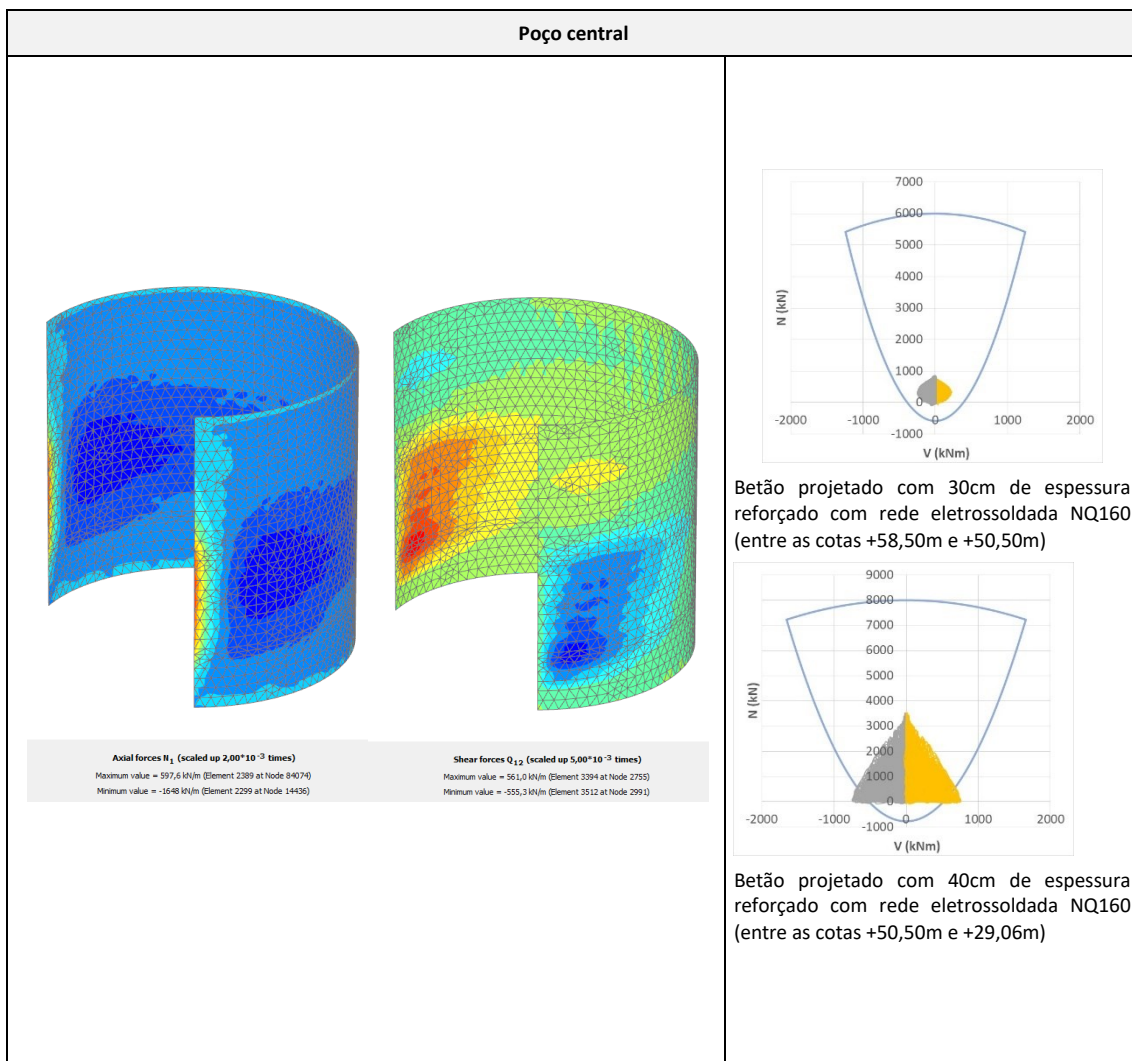 Poço central
Axial forces N1 (scaled up 2,00*10-3 times)
Maximum value = 597,6 kN/m (Element 2389 at Node 84074)
Minimum value = -1648 kN/m (Element 2299 at Node 14436)
Shear forces Q12 (scaled up 5,00*10-3 times)
Maximum value = 561,0 kN/m (Element 3394 at Node 2755)
Minimum value = -555,3 kN/m (Element 3512 at Node 2991)
7000
6000
5000
4000
3000
2000
1000
0
-1000
-2000
-1000
0
1000
2000
N (kN)
V (kNm)
Betão projetado com 30cm de espessura
reforçado com rede eletrossoldada NQ160
(entre as cotas +58,50m e +50,50m)
9000
8000
7000
6000
5000
4000
3000
2000
1000
0
-1000
-2000
-1000
0
1000
2000
N (kN)
V (kNm)
Betão projetado com 40cm de espessura
reforçado com rede eletrossoldada NQ160
(entre as cotas +50,50m e +29,06m)